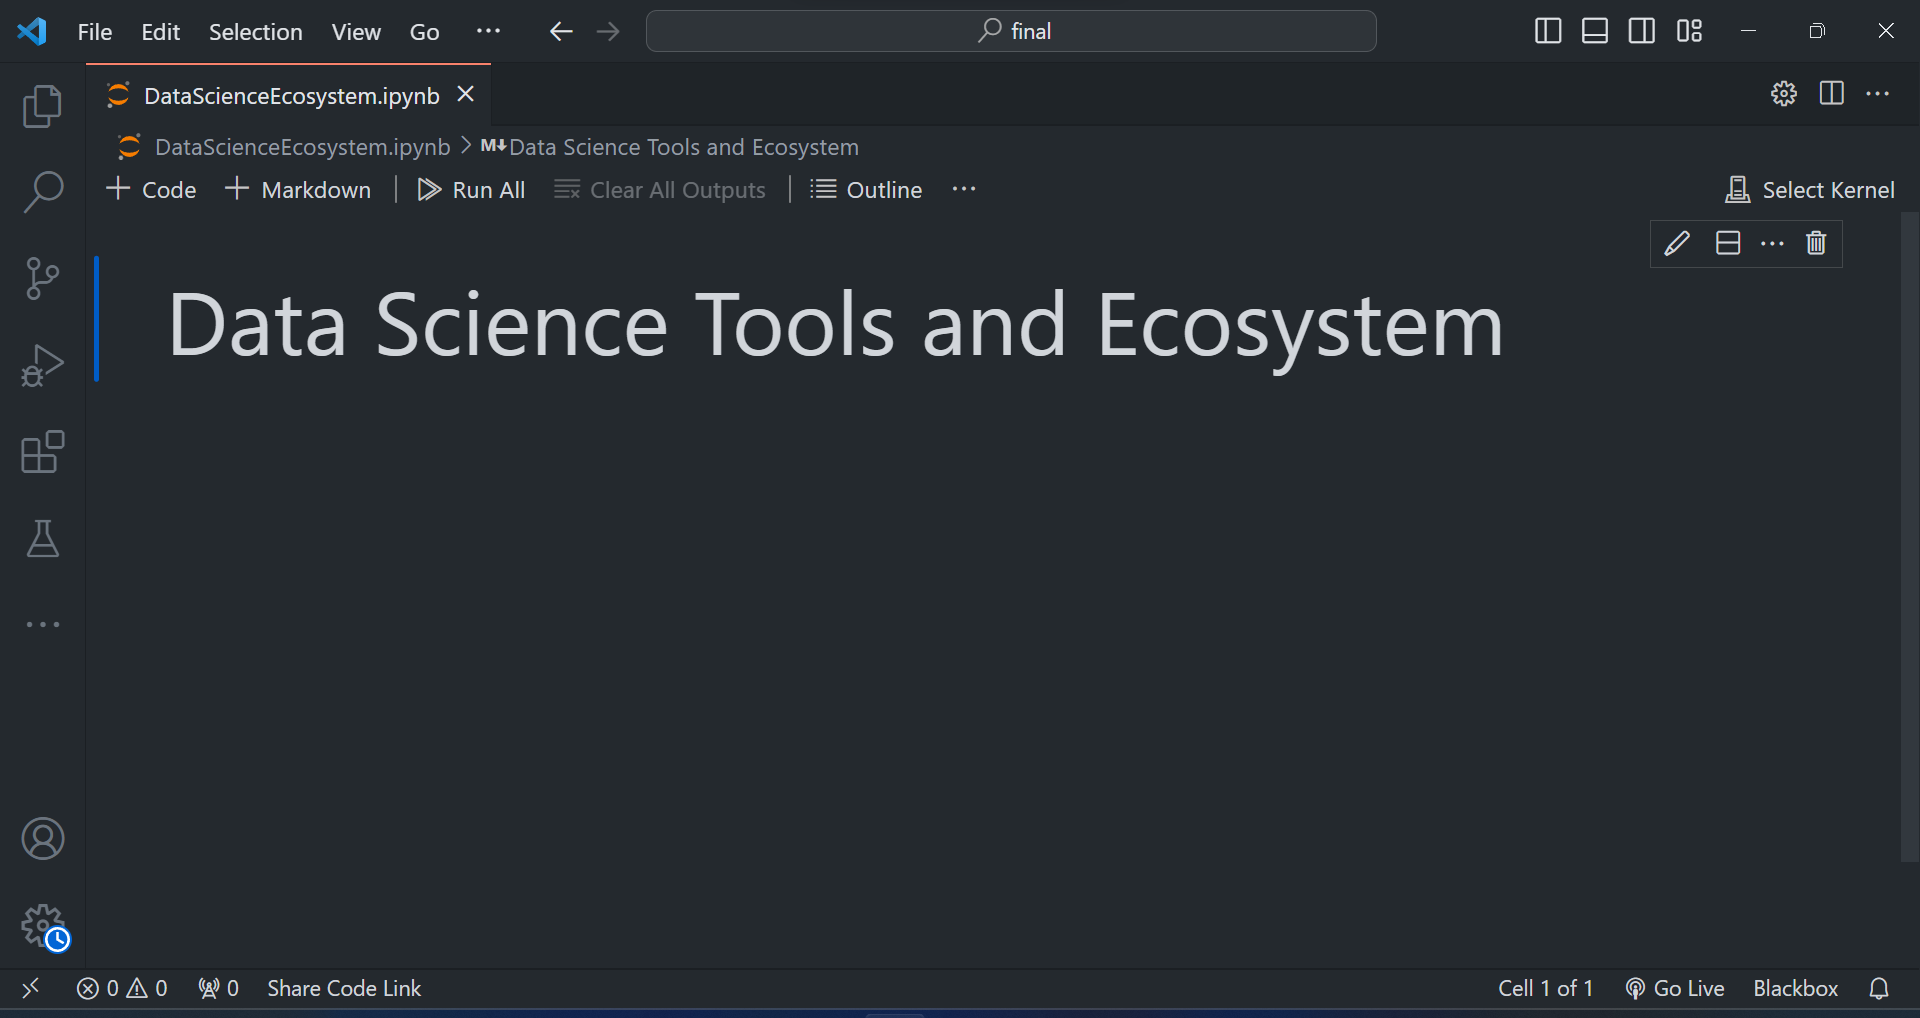 File Edit Selection View Go ··· final
DataScienceEcosystem.ipynb
DataScienceEcosystem.ipynb > M↓ Data Science Tools and Ecosystem
+ Code + Markdown | Run All Clear All Outputs | Outline ··· Select Kernel
Data Science Tools and Ecosystem
0 0 0 Share Code Link Cell 1 of 1 Go Live Blackbox